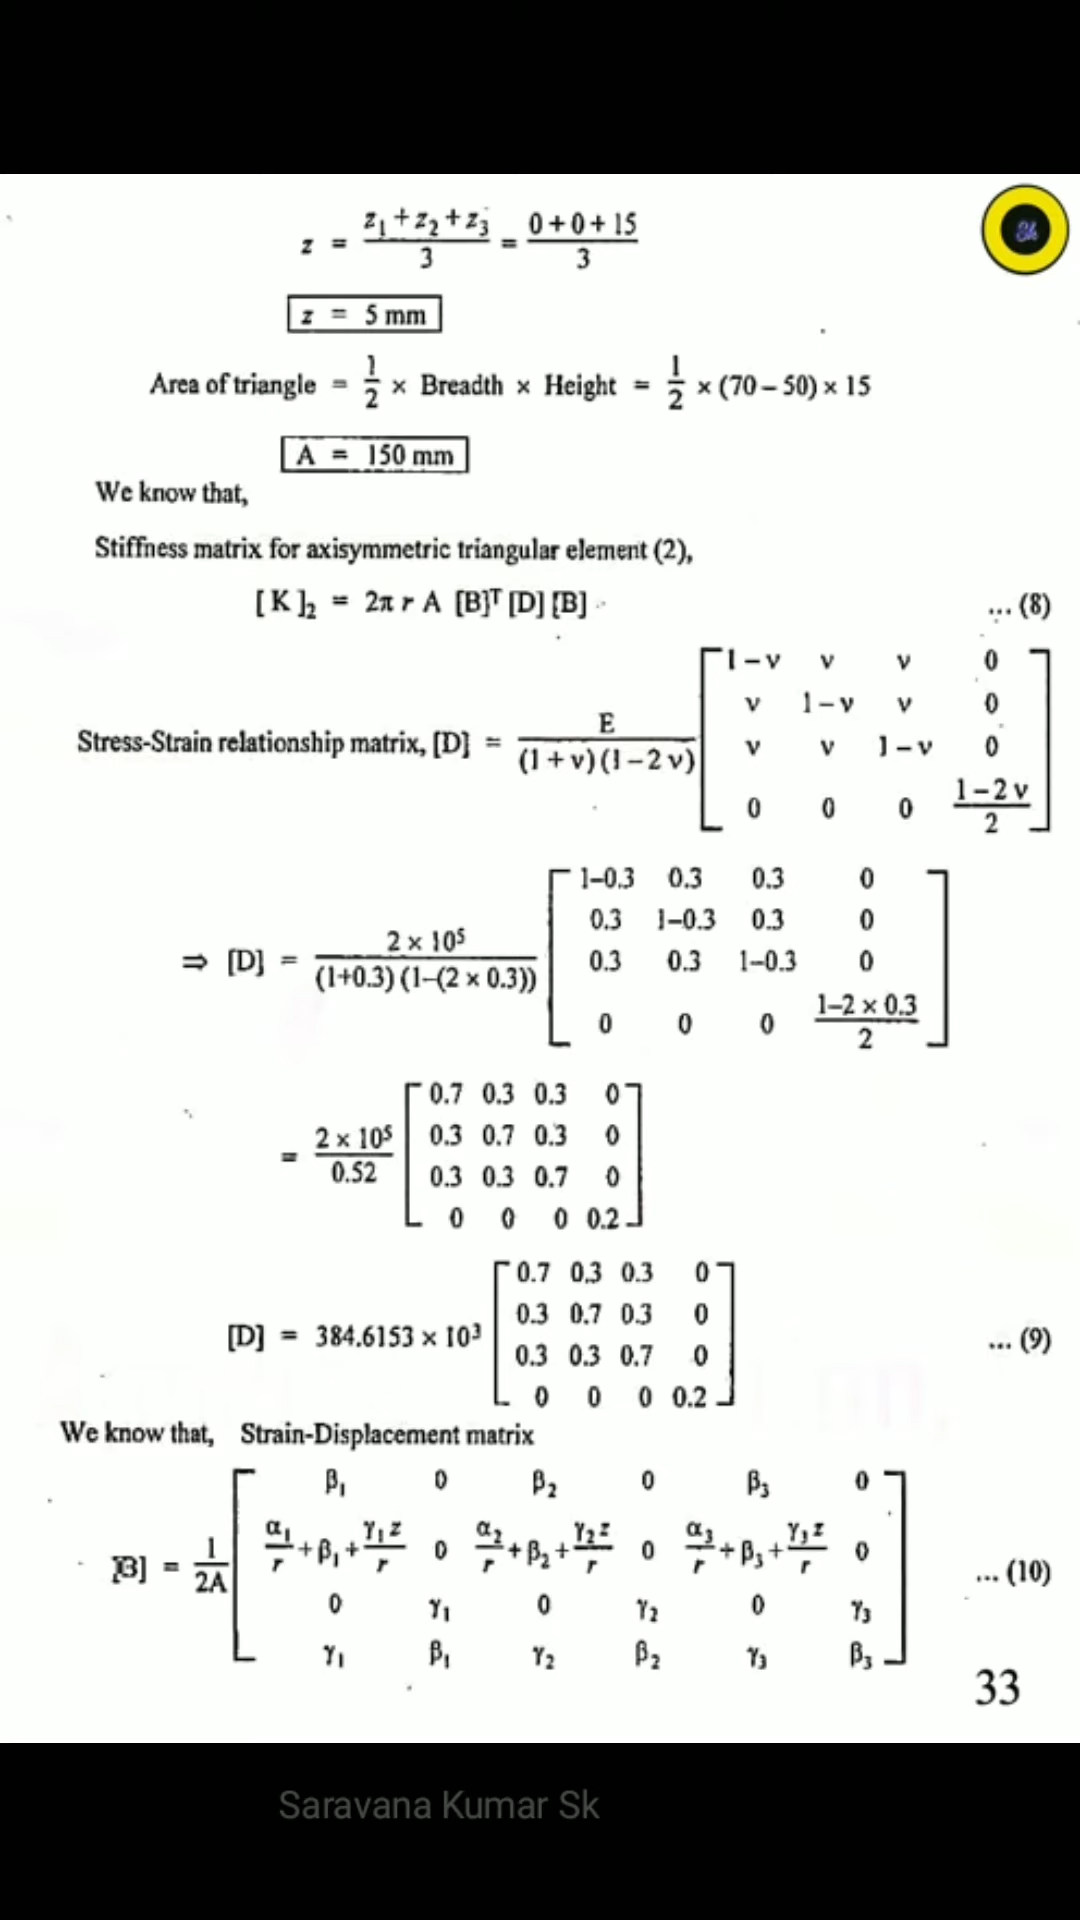 Sk
z = z₁ + z₂ + z₃ / 3 = 0 + 0 + 15 / 3
z = 5 mm
Area of triangle = 1/2 × Breadth × Height = 1/2 × (70 – 50) × 15
A = 150 mm
We know that,
Stiffness matrix for axisymmetric triangular element (2),
[ K ]₂ = 2π r A [B]ᵀ [D] [B] ... (8)
Stress-Strain relationship matrix, [D] = E / (1 + ν) (1 – 2 ν)
1 – ν ν ν 0
ν 1 – ν ν 0
ν ν 1 – ν 0
0 0 0 1 – 2 ν / 2
⇒ [D] = 2 × 10⁵ / (1+0.3) (1–(2 × 0.3))
1–0.3 0.3 0.3 0
0.3 1–0.3 0.3 0
0.3 0.3 1–0.3 0
0 0 0 1–2 × 0.3 / 2
= 2 × 10⁵ / 0.52
0.7 0.3 0.3 0
0.3 0.7 0.3 0
0.3 0.3 0.7 0
0 0 0 0.2
[D] = 384.6153 × 10³
0.7 0.3 0.3 0
0.3 0.7 0.3 0
0.3 0.3 0.7 0
0 0 0 0.2
... (9)
We know that, Strain-Displacement matrix
[B] = 1 / 2A
β₁ 0 β₂ 0 β₃ 0
α₁/r + β₁ + γ₁ z/r 0 α₂/r + β₂ + γ₂ z/r 0 α₃/r + β₃ + γ₃ z/r 0
0 γ₁ 0 γ₂ 0 γ₃
γ₁ β₁ γ₂ β₂ γ₃ β₃
... (10)
33
Saravana Kumar Sk